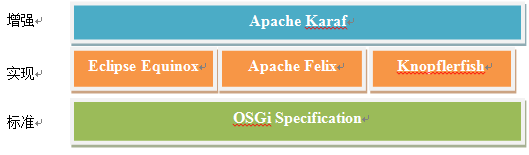 增强 Apache Karaf
实现 Eclipse Equinox Apache Felix Knopflerfish
标准 OSGi Specification